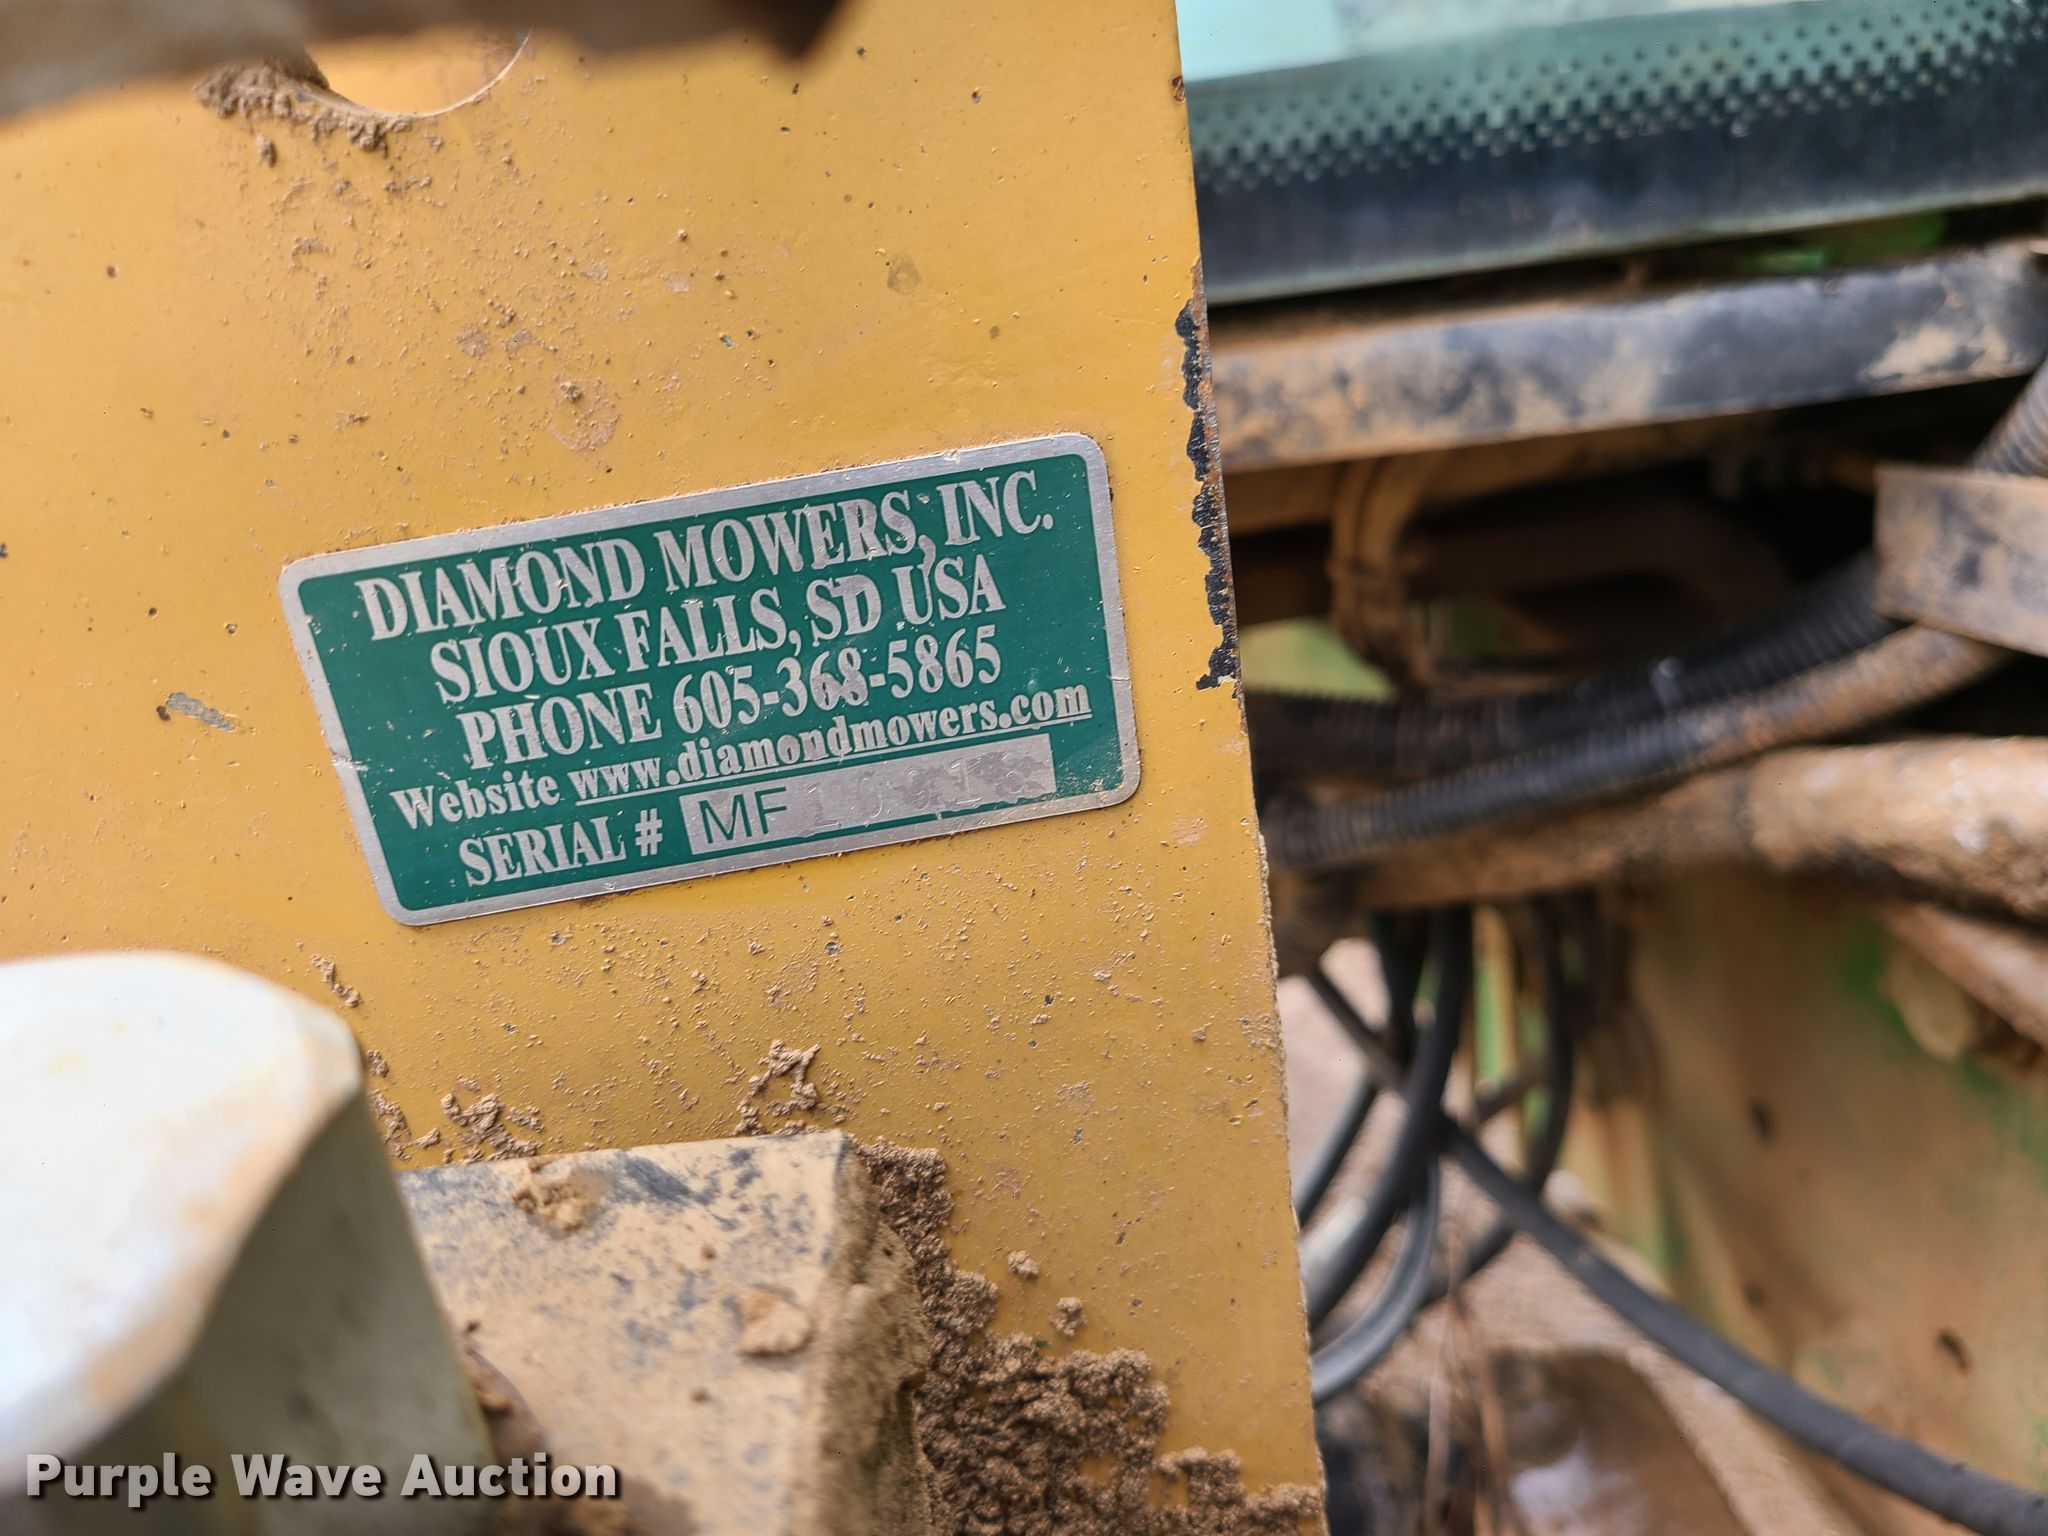 DIAMOND MOWERS, INC.
SIOUX FALLS, SD USA
PHONE 605-368-5865
Website www.diamondmowers.com
SERIAL #
Purple Wave Auction